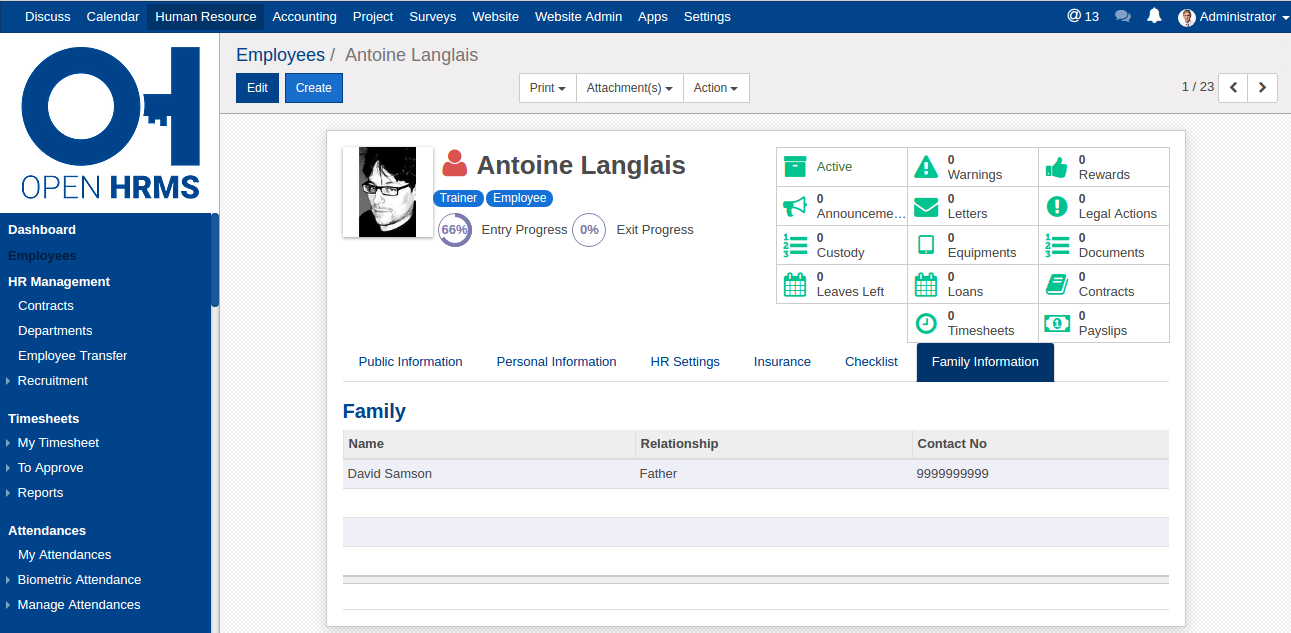 Discuss Calendar Human Resource Accounting Project Surveys Website Website Admin Apps Settings @ 13 Administrator
OPEN HRMS
Dashboard
Employees
HR Management
Contracts
Departments
Employee Transfer
Recruitment
Timesheets
My Timesheet
To Approve
Reports
Attendances
My Attendances
Biometric Attendance
Manage Attendances
Employees / Antoine Langlais
Edit Create Print Attachment(s) Action 1 / 23
Antoine Langlais
Trainer Employee
66% Entry Progress 0% Exit Progress
Active
0
Warnings
0
Rewards
0
Announceme...
0
Letters
0
Legal Actions
0
Custody
0
Equipments
0
Documents
0
Leaves Left
0
Loans
0
Contracts
0
Timesheets
0
Payslips
Public Information Personal Information HR Settings Insurance Checklist Family Information
Family
Name Relationship Contact No
David Samson Father 9999999999